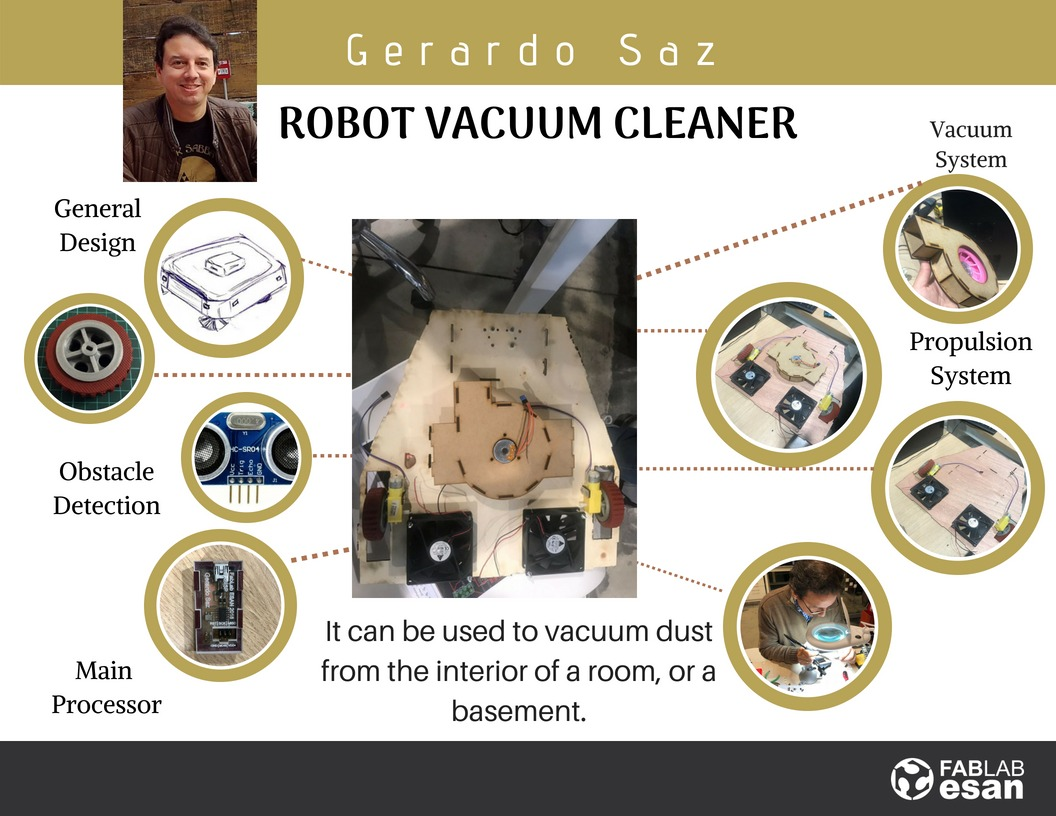 Gerardo Saz
ROBOT VACUUM CLEANER
Vacuum
System
General
Design
Propulsion
System
HC-SR04
Vcc
Trig
Echo
GND
Obstacle
Detection
Main
Processor
It can be used to vacuum dust
from the interior of a room, or a
basement.
FABLAB
esan